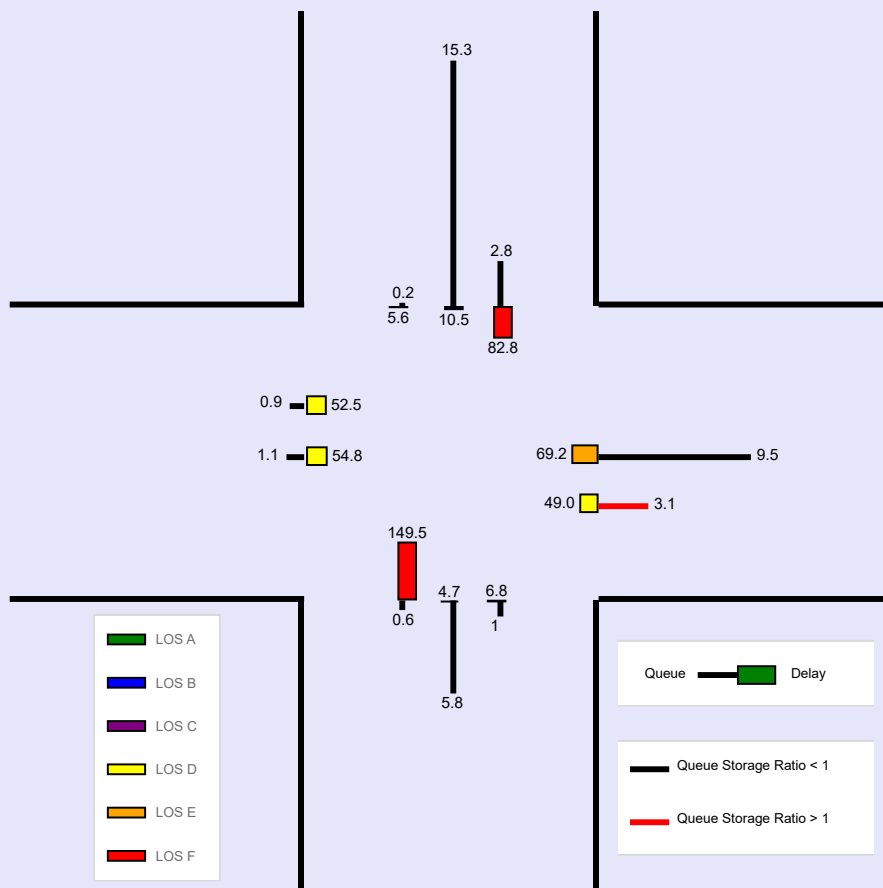 15.3
2.8
0.2
5.6
10.5
82.8
0.9
52.5
1.1
54.8
69.2
9.5
49.0
3.1
149.5
4.7
6.8
0.6
1
5.8
LOS A
LOS B
LOS C
LOS D
LOS E
LOS F
Queue
Delay
Queue Storage Ratio < 1
Queue Storage Ratio > 1